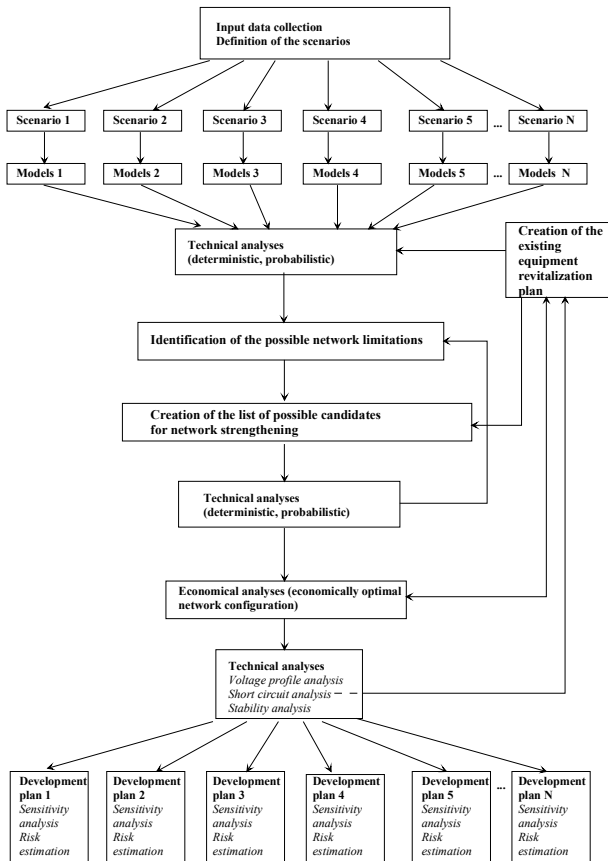 Input data collection
Definition of the scenarios
Scenario 1
Scenario 2
Scenario 3
Scenario 4
Scenario 5
...
Scenario N
Models 1
Models 2
Models 3
Models 4
Models 5
...
Models N
Technical analyses
(deterministic, probabilistic)
Creation of the
existing
equipment
revitalization
plan
Identification of the possible network limitations
Creation of the list of possible candidates
for network strengthening
Technical analyses
(deterministic, probabilistic)
Economical analyses (economically optimal
network configuration)
Technical analyses
Voltage profile analysis
Short circuit analysis
Stability analysis
Development
plan 1
Sensitivity
analysis
Risk
estimation
Development
plan 2
Sensitivity
analysis
Risk
estimation
Development
plan 3
Sensitivity
analysis
Risk
estimation
Development
plan 4
Sensitivity
analysis
Risk
estimation
Development
plan 5
Sensitivity
analysis
Risk
estimation
...
Development
plan N
Sensitivity
analysis
Risk
estimation